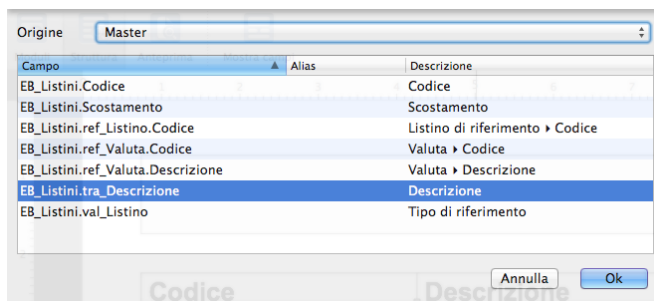 Origine Master
Campo Alias Descrizione
EB_Listini.Codice Codice
EB_Listini.Scostamento Scostamento
EB_Listini.ref_Listino.Codice Listino di riferimento ▸ Codice
EB_Listini.ref_Valuta.Codice Valuta ▸ Codice
EB_Listini.ref_Valuta.Descrizione Valuta ▸ Descrizione
EB_Listini.tra_Descrizione Descrizione
EB_Listini.val_Listino Tipo di riferimento
Annulla Ok
Codice Descrizione